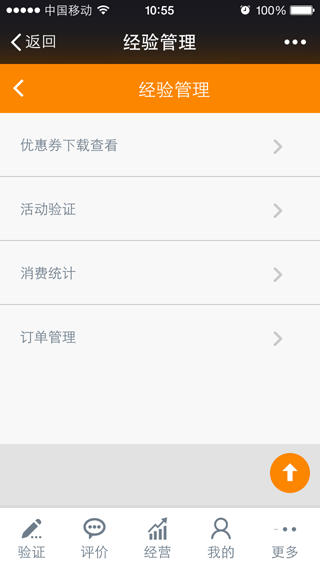 中国移动 10:55 100%
返回 经验管理
经验管理
优惠券下载查看
活动验证
消费统计
订单管理
验证 评价 经营 我的 更多